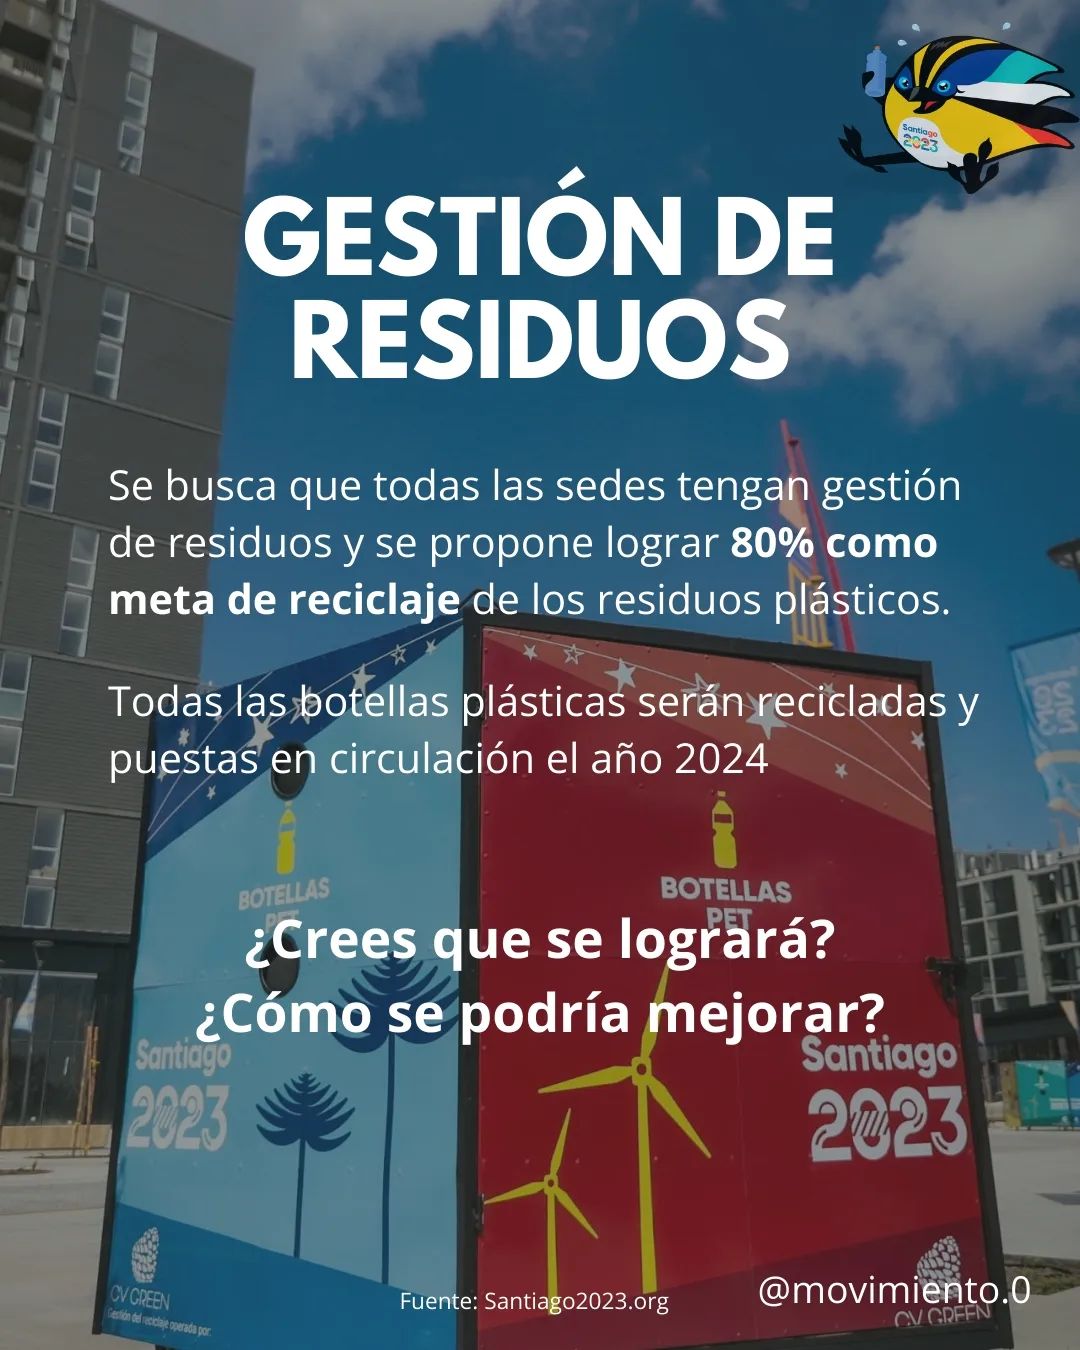 Santiago
2023
GESTIÓN DE
RESIDUOS
Se busca que todas las sedes tengan gestión
de residuos y se propone lograr 80% como
meta de reciclaje de los residuos plásticos.
Todas las botellas plásticas serán recicladas y
puestas en circulación el año 2024
BOTELLAS
PET
BOTELLAS
PET
¿Crees que se logrará?
¿Cómo se podría mejorar?
Santiago
2023
Santiago
2023
CV GREEN
Gestión del reciclaje operada por:
CV GREEN
Fuente: Santiago2023.org
@movimiento.0